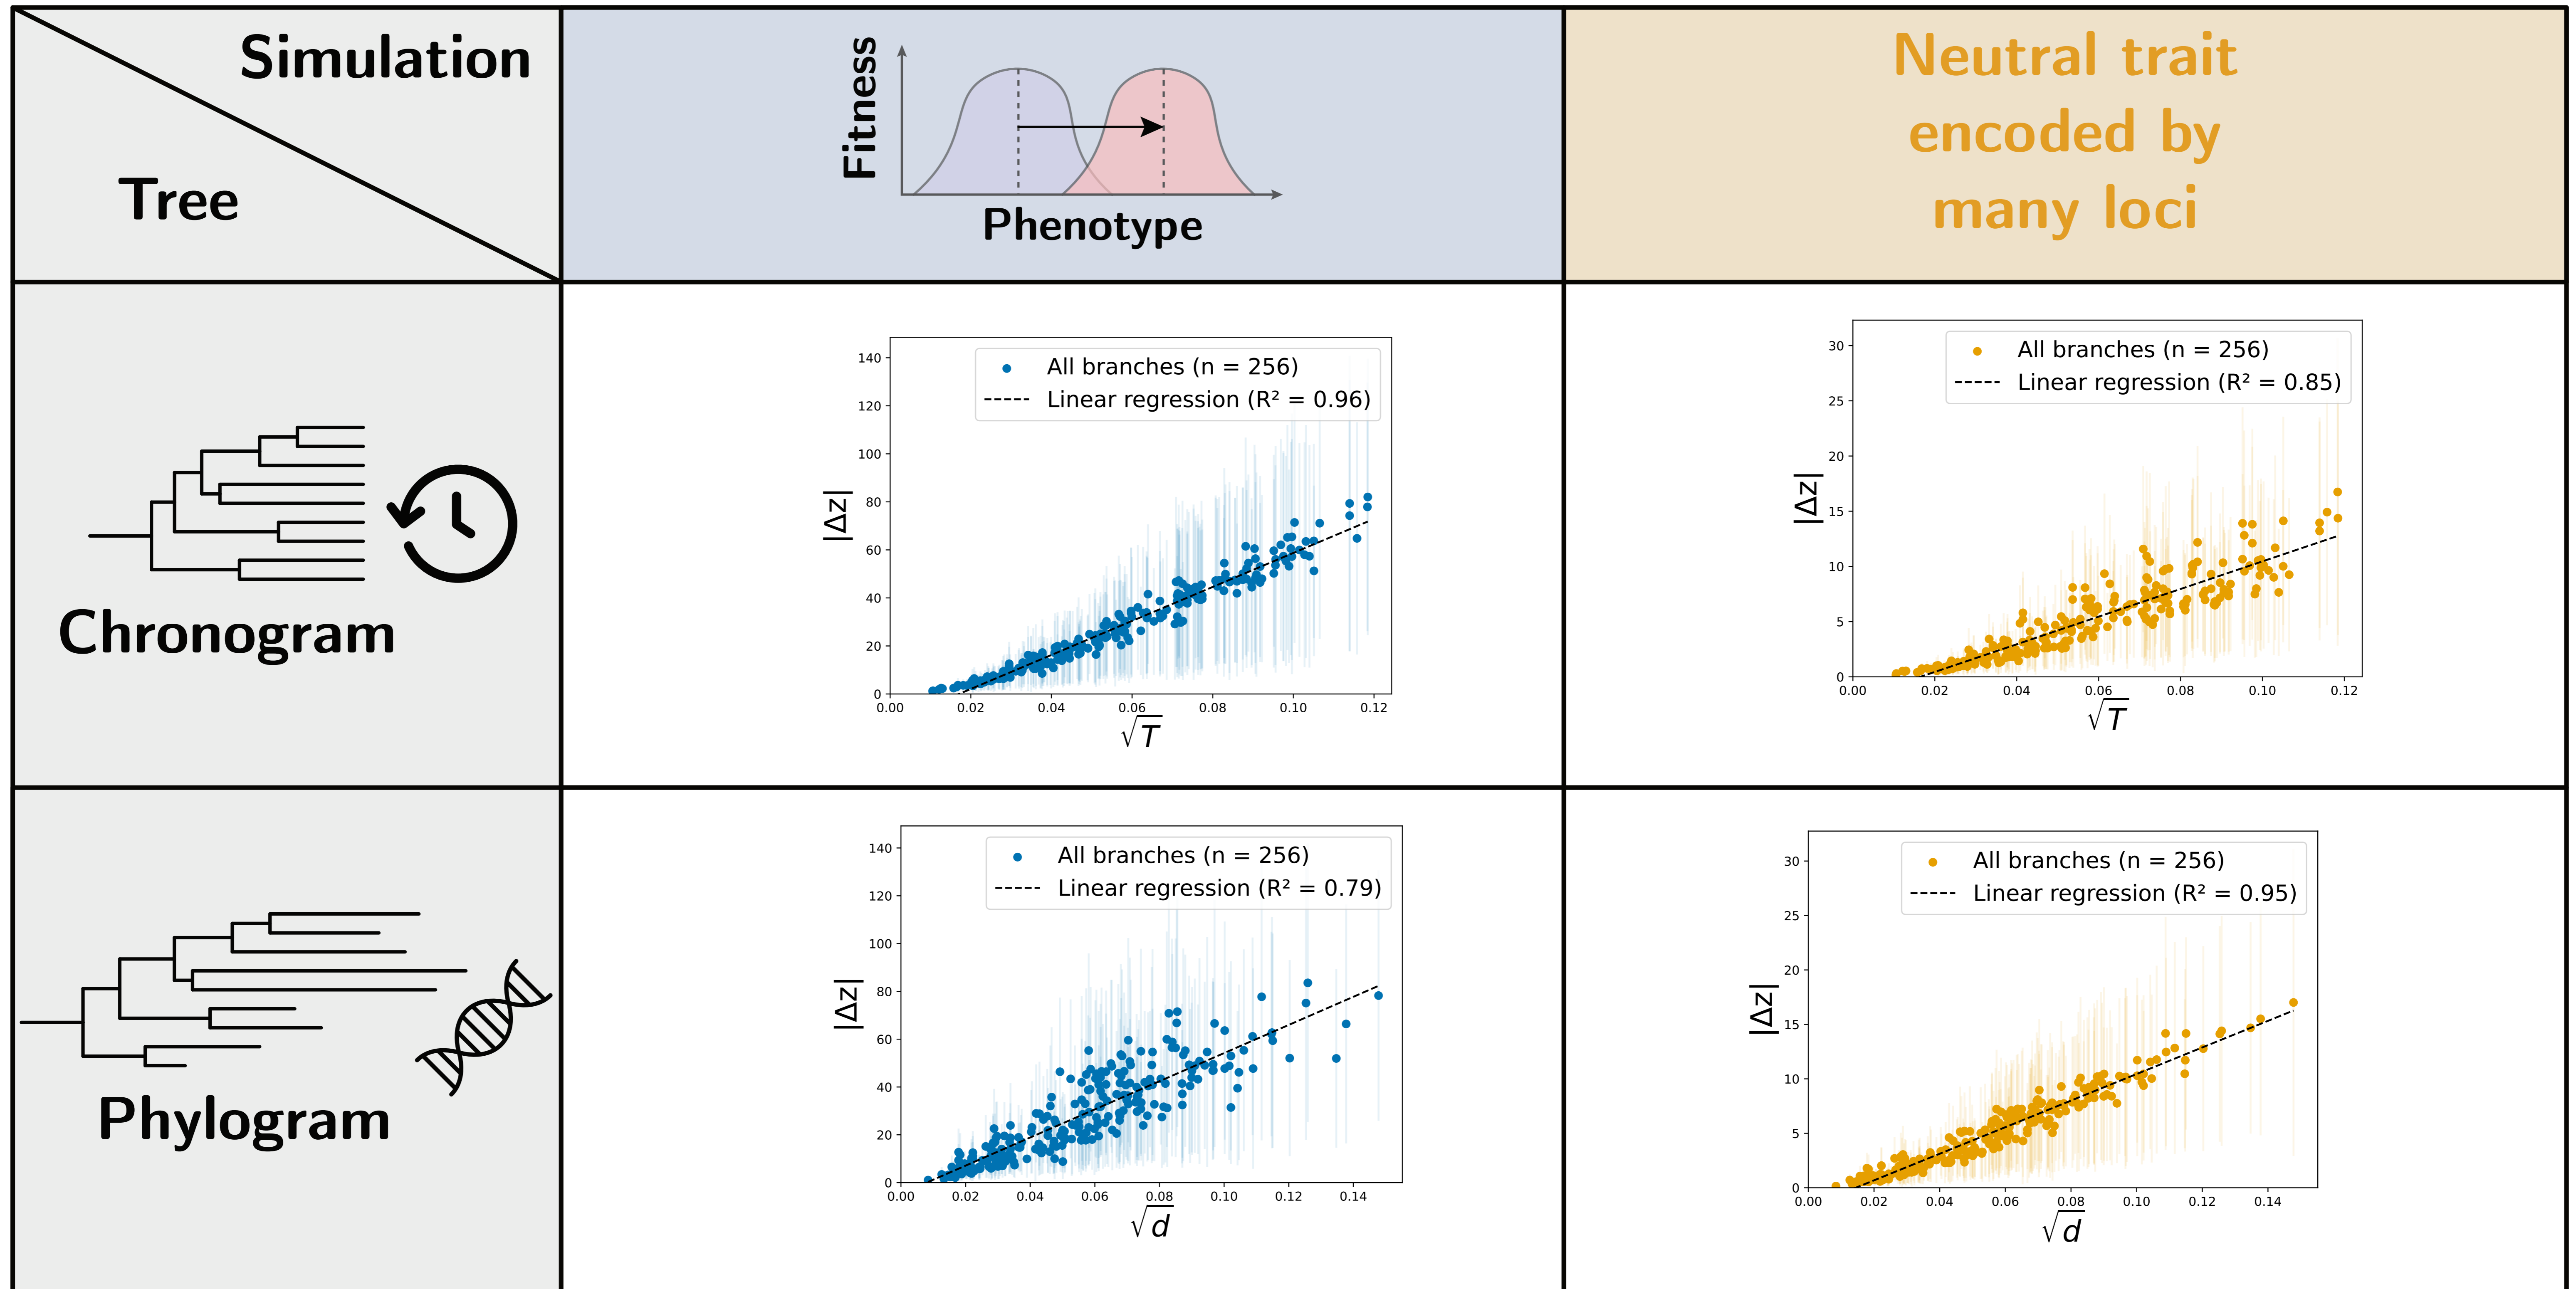 Simulation
Tree
Fitness
Phenotype
Neutral trait
encoded by
many loci
Chronogram
All branches (n = 256)
Linear regression (R² = 0.96)
140
120
100
80
60
40
20
0
|Δz|
0.00 0.02 0.04 0.06 0.08 0.10 0.12
√T
All branches (n = 256)
Linear regression (R² = 0.85)
30
25
20
15
10
5
0
|Δz|
0.00 0.02 0.04 0.06 0.08 0.10 0.12
√T
Phylogram
All branches (n = 256)
Linear regression (R² = 0.79)
140
120
100
80
60
40
20
0
|Δz|
0.00 0.02 0.04 0.06 0.08 0.10 0.12 0.14
√d
All branches (n = 256)
Linear regression (R² = 0.95)
30
25
20
15
10
5
0
|Δz|
0.00 0.02 0.04 0.06 0.08 0.10 0.12 0.14
√d